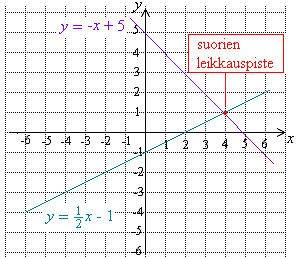 y
y = -x + 5
suorien
leikkauspiste
5
4
3
2
1
-6 -5 -4 -3 -2 -1 1 2 3 4 5 6 x
-1
-2
-3
-4
-5
-6
y = 1/2 x - 1